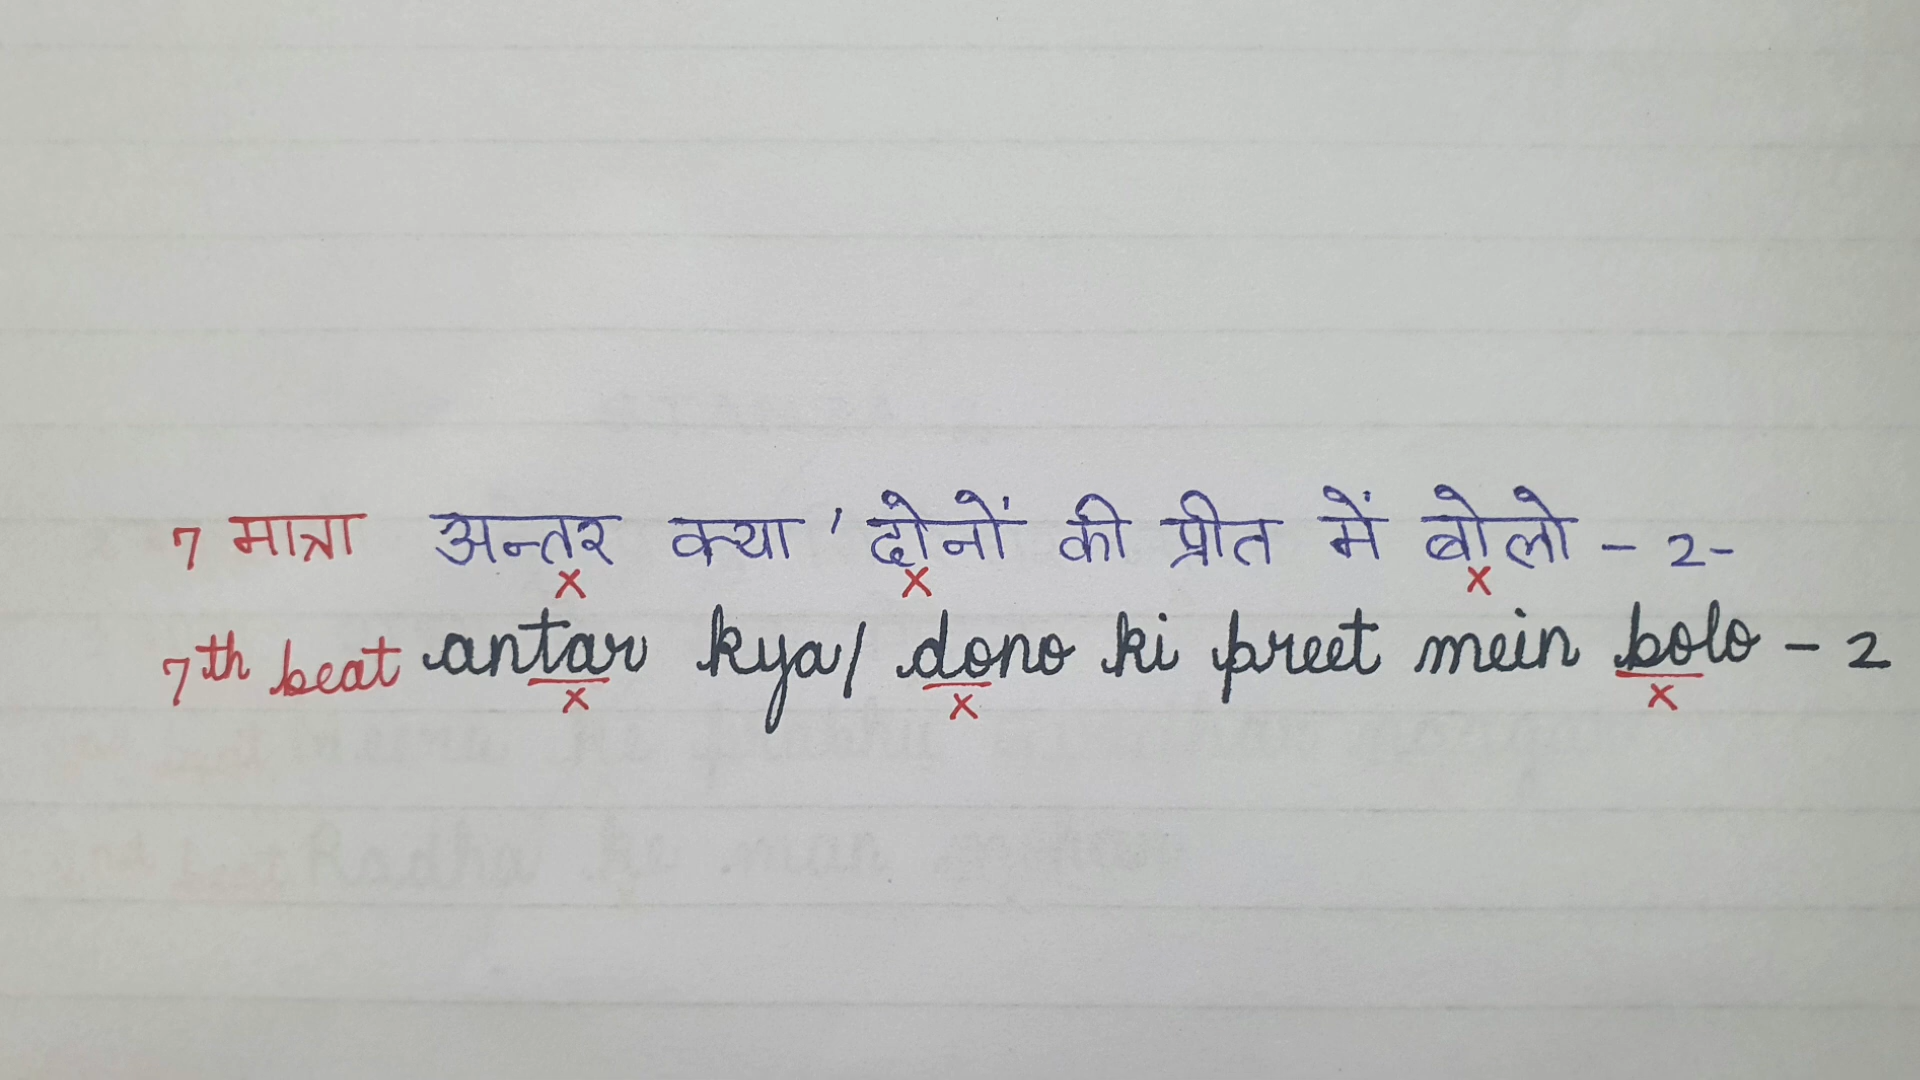 7 मात्रा अन्तर क्या ' दोनों की प्रीत में बोलो - 2-
x x x
7th beat antar kya/ dono ki preet mein bolo - 2
x x x